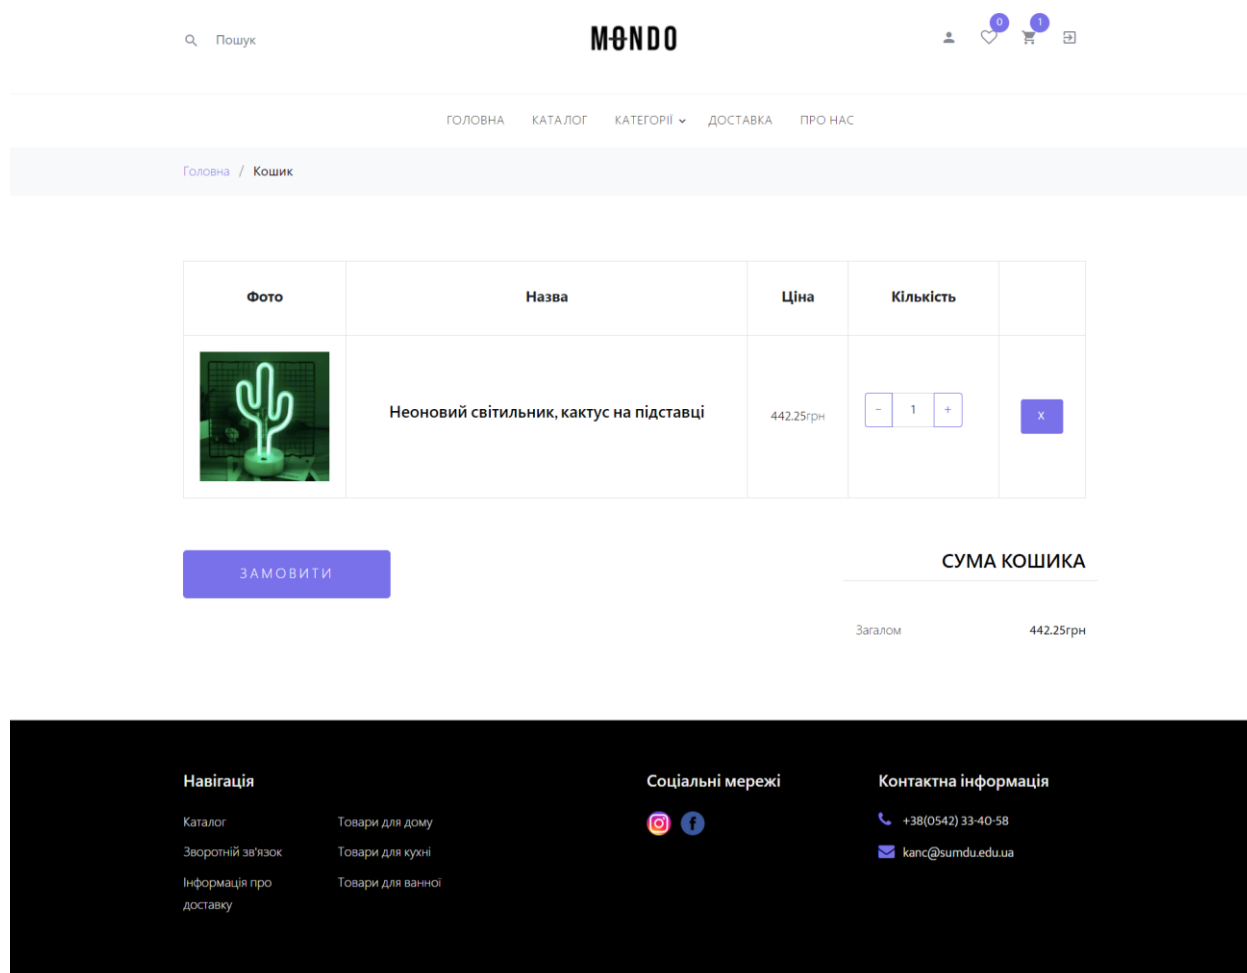 Пошук
MONDO
0
1
ГОЛОВНА КАТАЛОГ КАТЕГОРІЇ ДОСТАВКА ПРО НАС
Головна / Кошик
Фото Назва Ціна Кількість
Неоновий світильник, кактус на підставці 442.25грн - 1 + X
ЗАМОВИТИ
СУМА КОШИКА
Загалом 442.25грн
Навігація
Каталог
Зворотній зв'язок
Інформація про
доставку
Товари для дому
Товари для кухні
Товари для ванної
Соціальні мережі
Контактна інформація
+38(0542) 33-40-58
kanc@sumdu.edu.ua